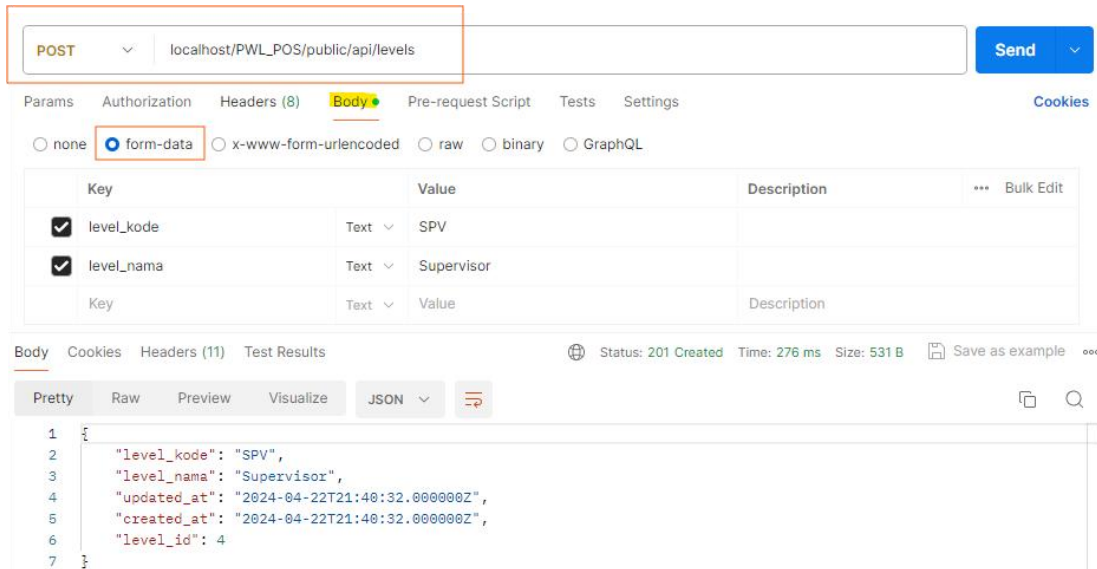 POST localhost/PWL_POS/public/api/levels Send
Params Authorization Headers (8) Body Pre-request Script Tests Settings Cookies
none form-data x-www-form-urlencoded raw binary GraphQL
Key Value Description ••• Bulk Edit
level_kode Text SPV
level_nama Text Supervisor
Key Text Value Description
Body Cookies Headers (11) Test Results Status: 201 Created Time: 276 ms Size: 531 B Save as example
Pretty Raw Preview Visualize JSON
1 {
2 "level_kode": "SPV",
3 "level_nama": "Supervisor",
4 "updated_at": "2024-04-22T21:40:32.000000Z",
5 "created_at": "2024-04-22T21:40:32.000000Z",
6 "level_id": 4
7 }